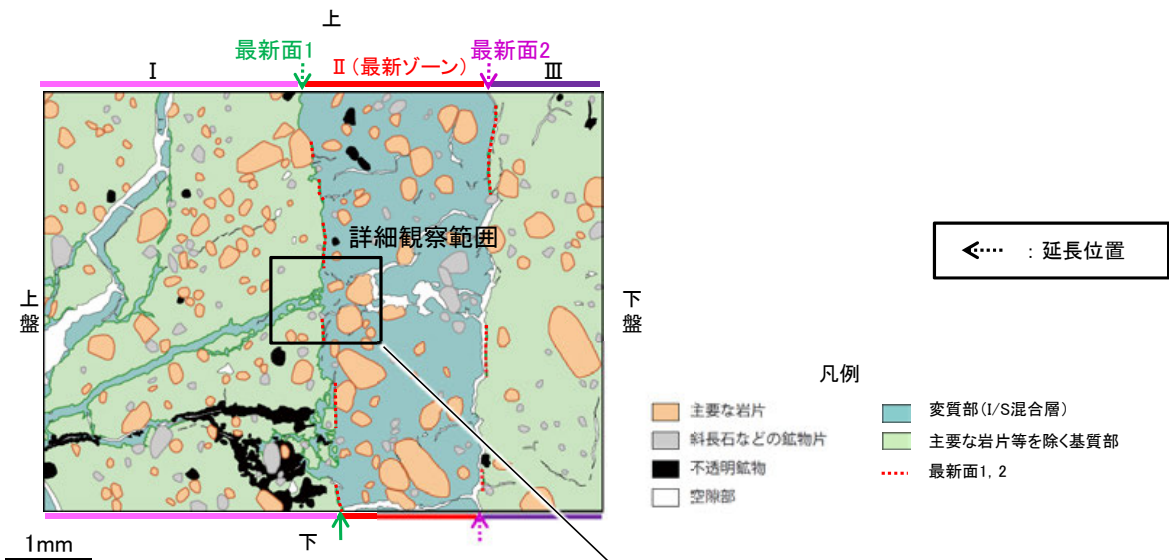 上
最新面1
最新面2
Ⅰ
Ⅱ(最新ゾーン)
Ⅲ
詳細観察範囲
上盤
下盤
下
1mm
: 延長位置
凡例
主要な岩片
斜長石などの鉱物片
不透明鉱物
空隙部
変質部(I/S混合層)
主要な岩片等を除く基質部
最新面1, 2